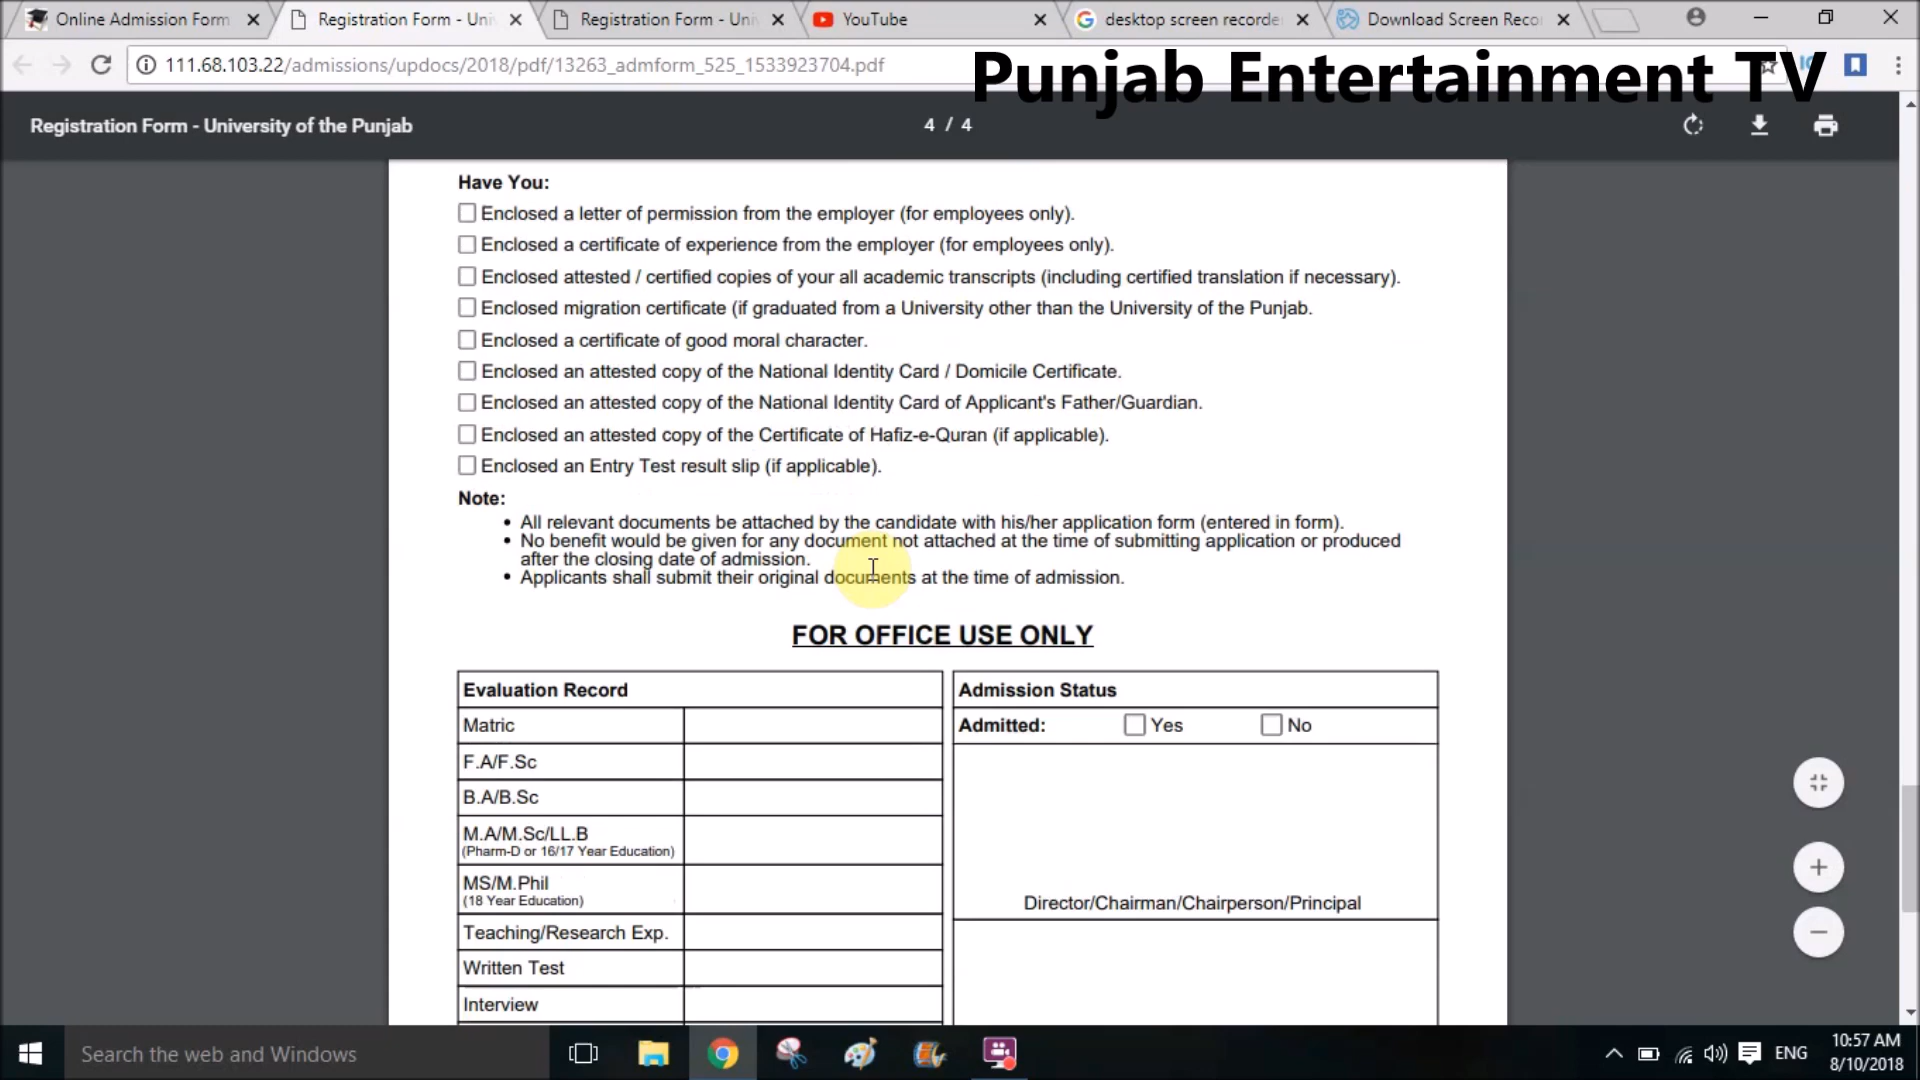 Online Admission Form
Registration Form - Uni
Registration Form - Uni
YouTube
desktop screen recorde
Download Screen Reco
111.68.103.22/admissions/updocs/2018/pdf/13263_admform_525_1533923704.pdf
Punjab Entertainment TV
Registration Form - University of the Punjab
4 / 4
Have You:
Enclosed a letter of permission from the employer (for employees only).
Enclosed a certificate of experience from the employer (for employees only).
Enclosed attested / certified copies of your all academic transcripts (including certified translation if necessary).
Enclosed migration certificate (if graduated from a University other than the University of the Punjab.
Enclosed a certificate of good moral character.
Enclosed an attested copy of the National Identity Card / Domicile Certificate.
Enclosed an attested copy of the National Identity Card of Applicant's Father/Guardian.
Enclosed an attested copy of the Certificate of Hafiz-e-Quran (if applicable).
Enclosed an Entry Test result slip (if applicable).
Note:
• All relevant documents be attached by the candidate with his/her application form (entered in form).
• No benefit would be given for any document not attached at the time of submitting application or produced
after the closing date of admission.
• Applicants shall submit their original documents at the time of admission.
FOR OFFICE USE ONLY
Evaluation Record
Matric
F.A/F.Sc
B.A/B.Sc
M.A/M.Sc/LL.B
(Pharm-D or 16/17 Year Education)
MS/M.Phil
(18 Year Education)
Teaching/Research Exp.
Written Test
Interview
Admission Status
Admitted: Yes No
Director/Chairman/Chairperson/Principal
Search the web and Windows
ENG
10:57 AM
8/10/2018